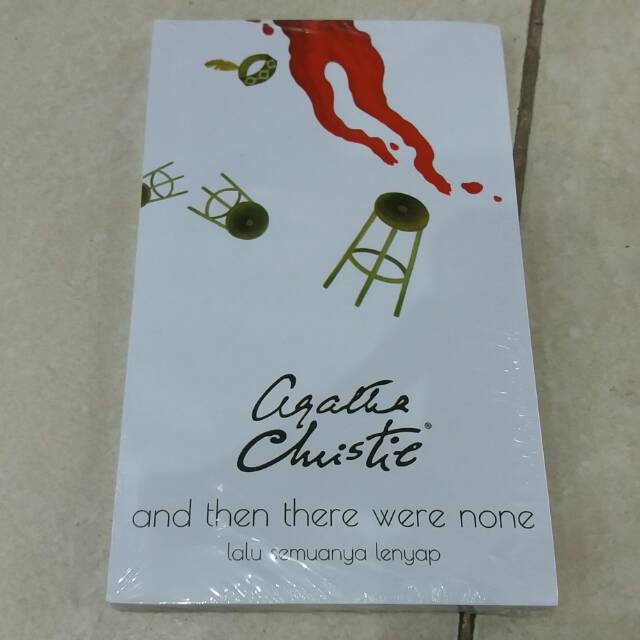 Agatha
Christie®
and then there were none
lalu semuanya lenyap